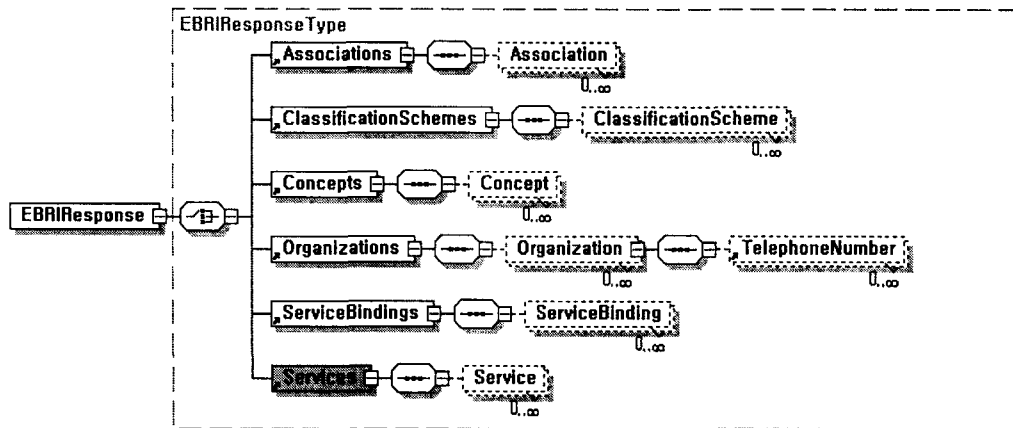 EBRIResponseType
Associations
Association
0..∞
ClassificationSchemes
ClassificationScheme
0..∞
Concepts
Concept
0..∞
EBRIResponse
Organizations
Organization
TelephoneNumber
0..∞
0..∞
ServiceBindings
ServiceBinding
0..∞
Services
Service
0..∞